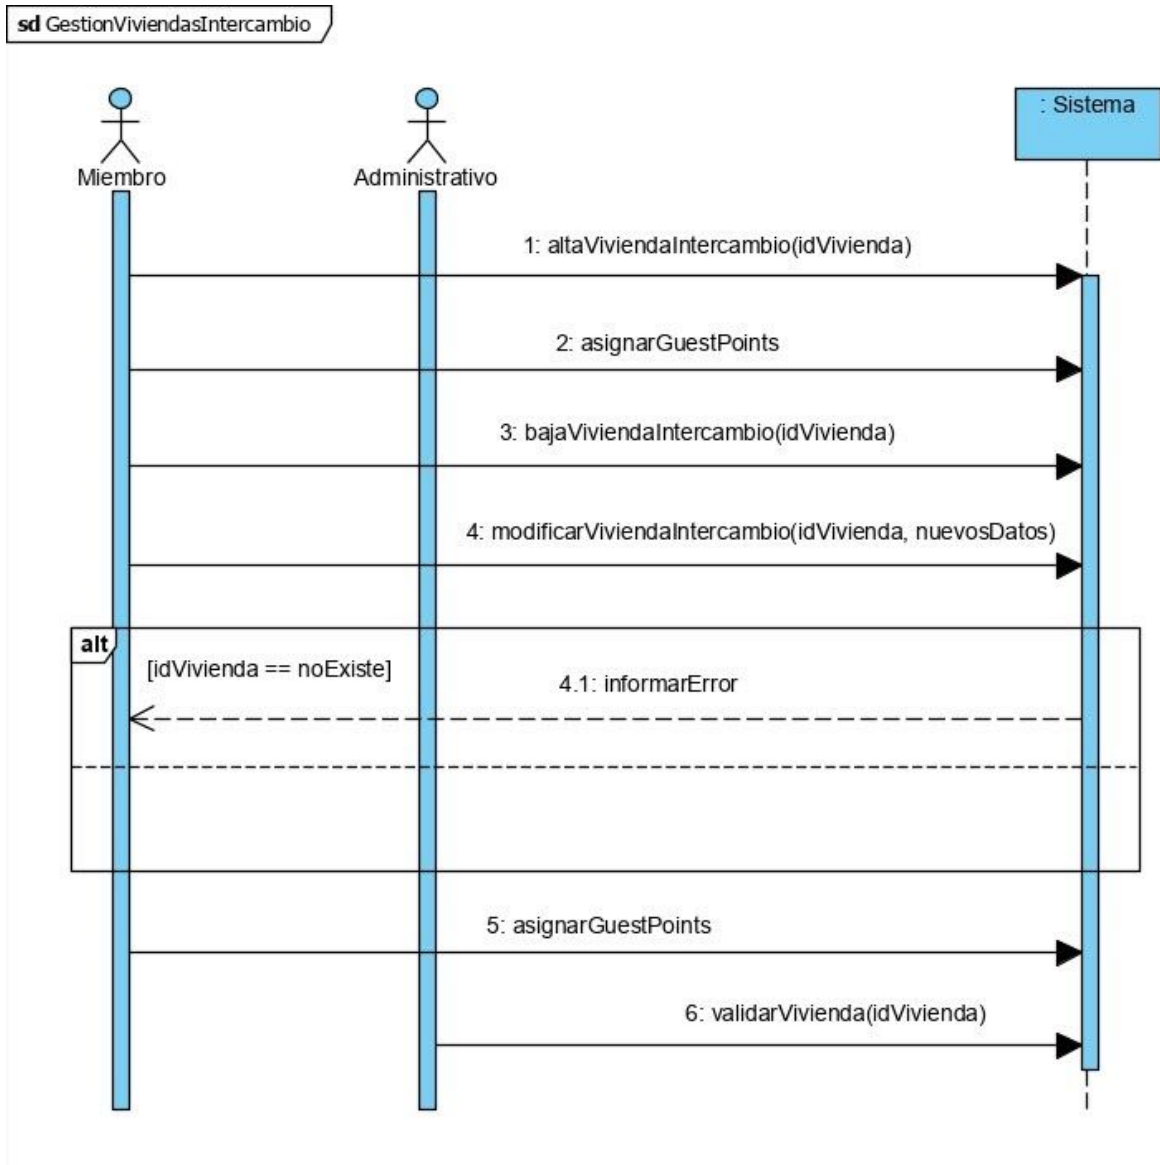 sd GestionViviendasIntercambio
Miembro
Administrativo
: Sistema
1: altaViviendaIntercambio(idVivienda)
2: asignarGuestPoints
3: bajaViviendaIntercambio(idVivienda)
4: modificarViviendaIntercambio(idVivienda, nuevosDatos)
alt
[idVivienda == noExiste]
4.1: informarError
5: asignarGuestPoints
6: validarVivienda(idVivienda)